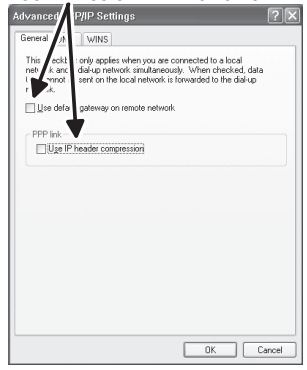 Advanced P/IP Settings
General WINS
This only applies when you are connected to a local
and dial-up network simultaneously. When checked, data
sent on the local network is forwarded to the dial-up
Use default gateway on remote network
PPP link
Use IP header compression
OK Cancel